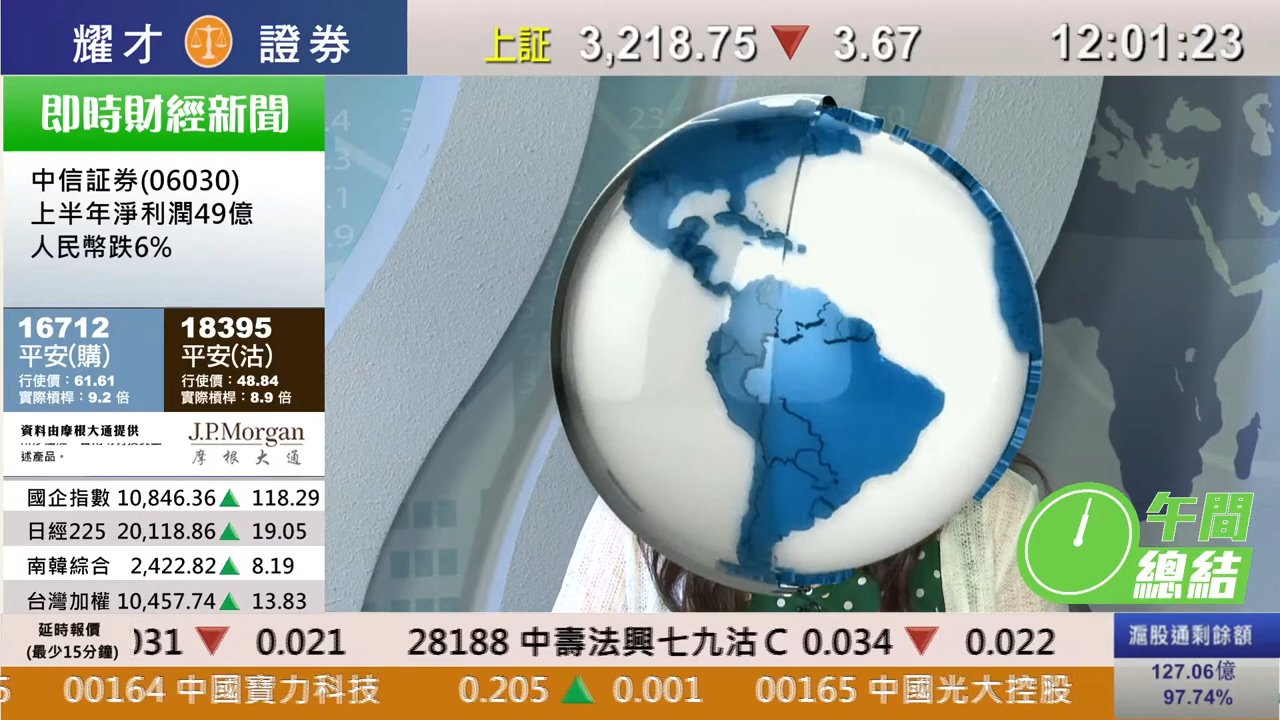 耀才 證券
上証 3,218.75 ▼ 3.67
12:01:23
即時財經新聞
中信証券(06030)
上半年淨利潤49億
人民幣跌6%
16712
平安(購)
行使價：61.61
實際槓桿：9.2 倍
18395
平安(沽)
行使價：48.84
實際槓桿：8.9 倍
資料由摩根大通提供
述產品。
J.P.Morgan
摩根大通
國企指數 10,846.36 ▲ 118.29
日經225 20,118.86 ▲ 19.05
南韓綜合 2,422.82 ▲ 8.19
台灣加權 10,457.74 ▲ 13.83
午間
總結
延時報價
(最少15分鐘)
031 ▼ 0.021 28188 中壽法興七九沽C 0.034 ▼ 0.022
5 00164 中國寶力科技 0.205 ▲ 0.001 00165 中國光大控股
滬股通剩餘額
127.06億
97.74%